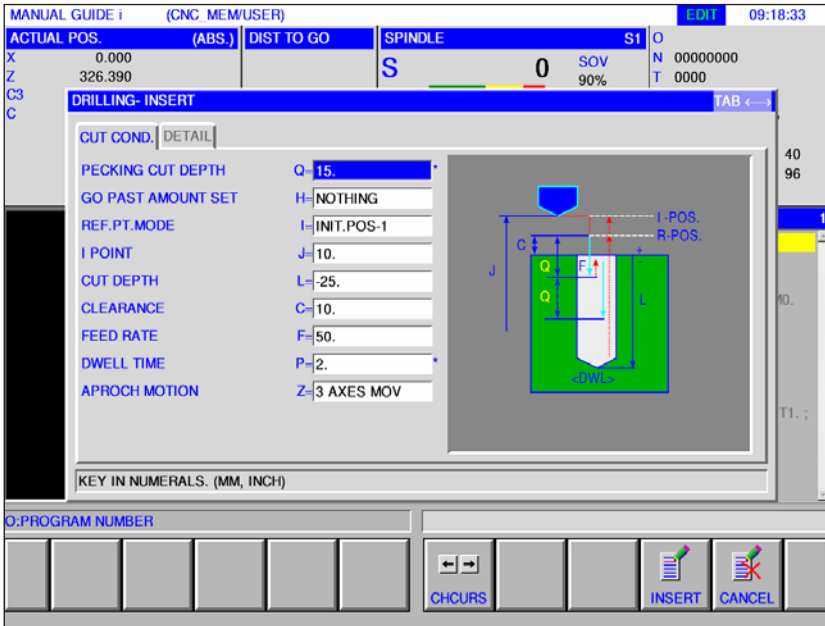 MANUAL GUIDE i (CNC_MEM/USER) EDIT 09:18:33
ACTUAL POS. (ABS.) DIST TO GO SPINDLE S1 O
X 0.000 S 0 SOV N 00000000
Z 326.390 90% T 0000
C3
C
DRILLING- INSERT TAB ←→
CUT COND. DETAIL
PECKING CUT DEPTH Q= 15. *
GO PAST AMOUNT SET H= NOTHING
REF.PT.MODE I= INIT.POS-1
I POINT J= 10.
CUT DEPTH L= -25.
CLEARANCE C= 10.
FEED RATE F= 50.
DWELL TIME P= 2. *
APROCH MOTION Z= 3 AXES MOV
I -POS.
R-POS.
C
+
-
J
Q
F
Q
L
<DWL>
40
96
1
M0.
T1. ;
KEY IN NUMERALS. (MM, INCH)
O:PROGRAM NUMBER
← →
CHCURS INSERT CANCEL